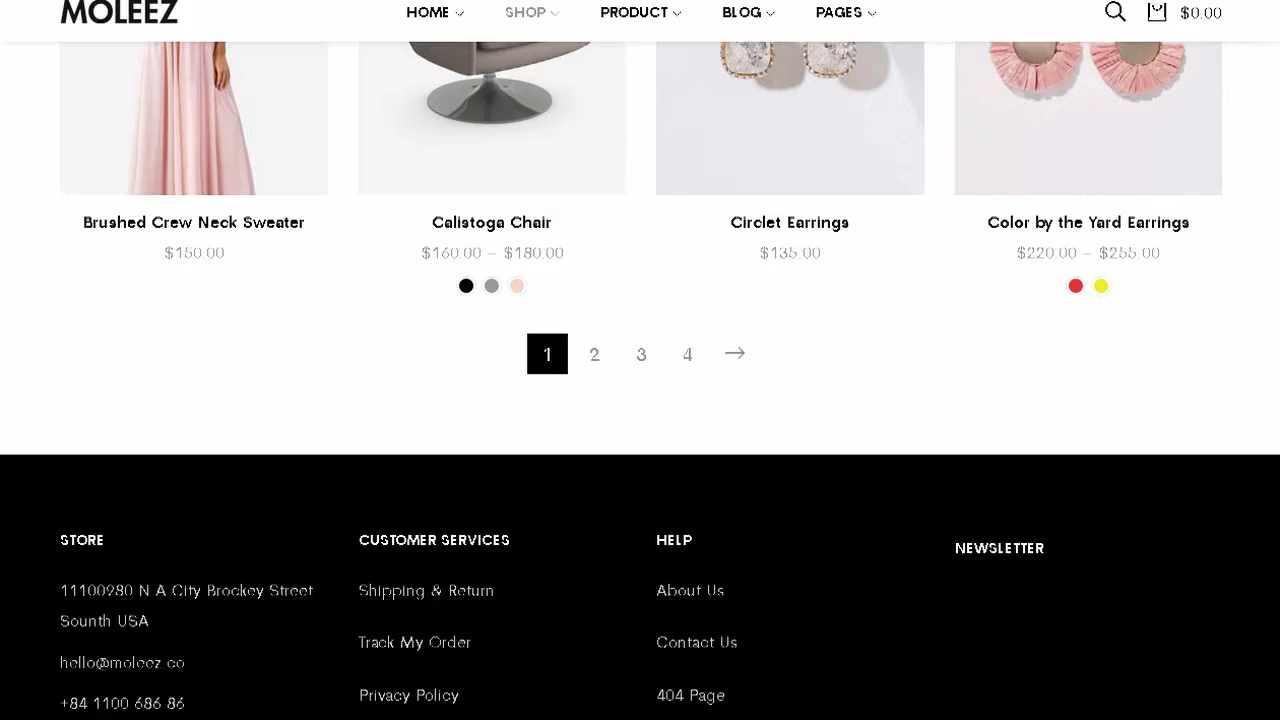 MOLEEZ
HOME SHOP PRODUCT BLOG PAGES $0.00
Brushed Crew Neck Sweater
$150.00
Calistoga Chair
$160.00 – $180.00
Circlet Earrings
$135.00
Color by the Yard Earrings
$220.00 – $255.00
1 2 3 4 →
STORE
11100980 N A City Brockey Street
Sounth USA
hello@moleez.co
+84 1100 686 86
CUSTOMER SERVICES
Shipping & Return
Track My Order
Privacy Policy
HELP
About Us
Contact Us
404 Page
NEWSLETTER